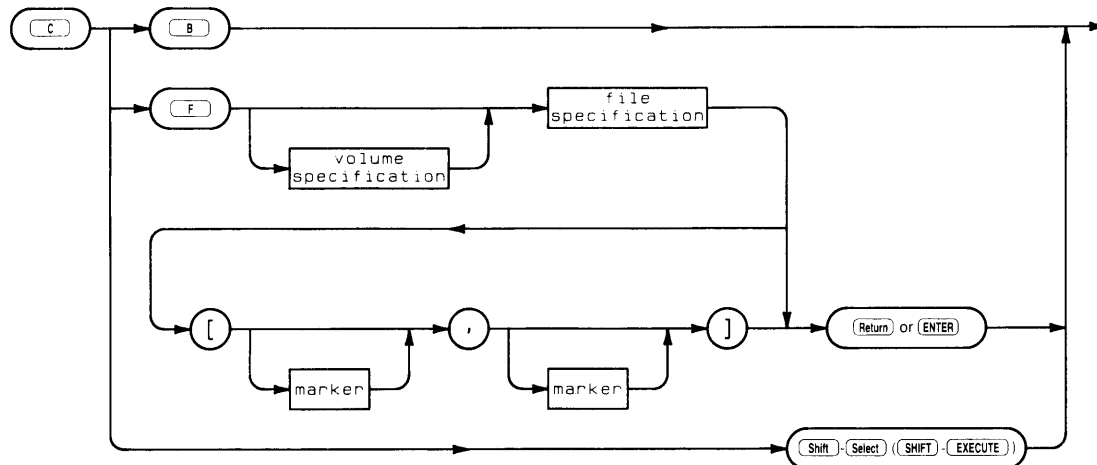 C
B
F
file
specification
volume
specification
[
,
]
Return or ENTER
marker
marker
Shift - Select ( SHIFT - EXECUTE )